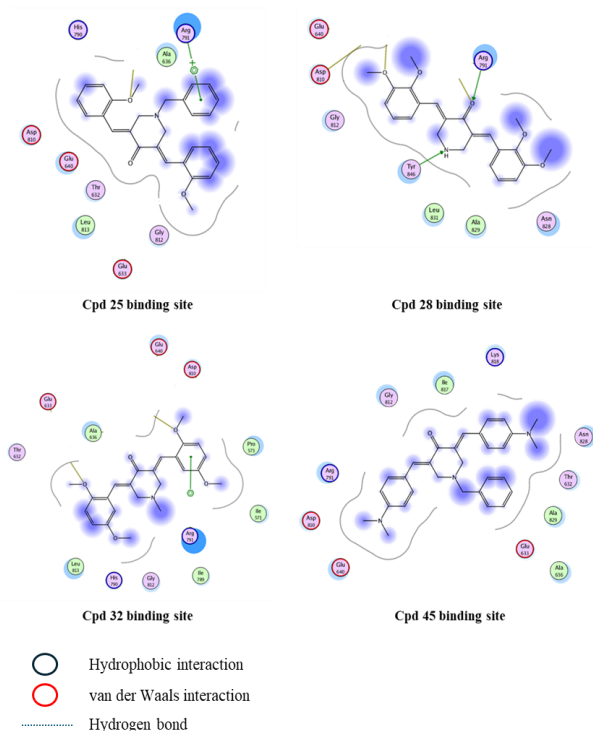 His
790
Arg
791
Ala
636
Asp
810
Glu
640
Thr
632
Leu
813
Gly
812
Glu
633
N
O
O
O
Cpd 25 binding site
Glu
640
Asp
810
Arg
791
Gly
812
Tyr
846
Leu
831
Ala
829
Asn
828
O
O
O
O
O
N
H
Cpd 28 binding site
Glu
640
Asp
810
Glu
633
Ala
636
Thr
632
Pro
573
Ile
571
Arg
791
Leu
813
His
790
Gly
812
Ile
788
O
O
O
O
O
N
Cpd 32 binding site
Lys
818
Ile
817
Gly
812
Asn
828
Arg
791
Thr
632
Asp
810
Ala
829
Glu
633
Glu
640
Ala
636
O
N
N
N
Cpd 45 binding site
Hydrophobic interaction
van der Waals interaction
Hydrogen bond